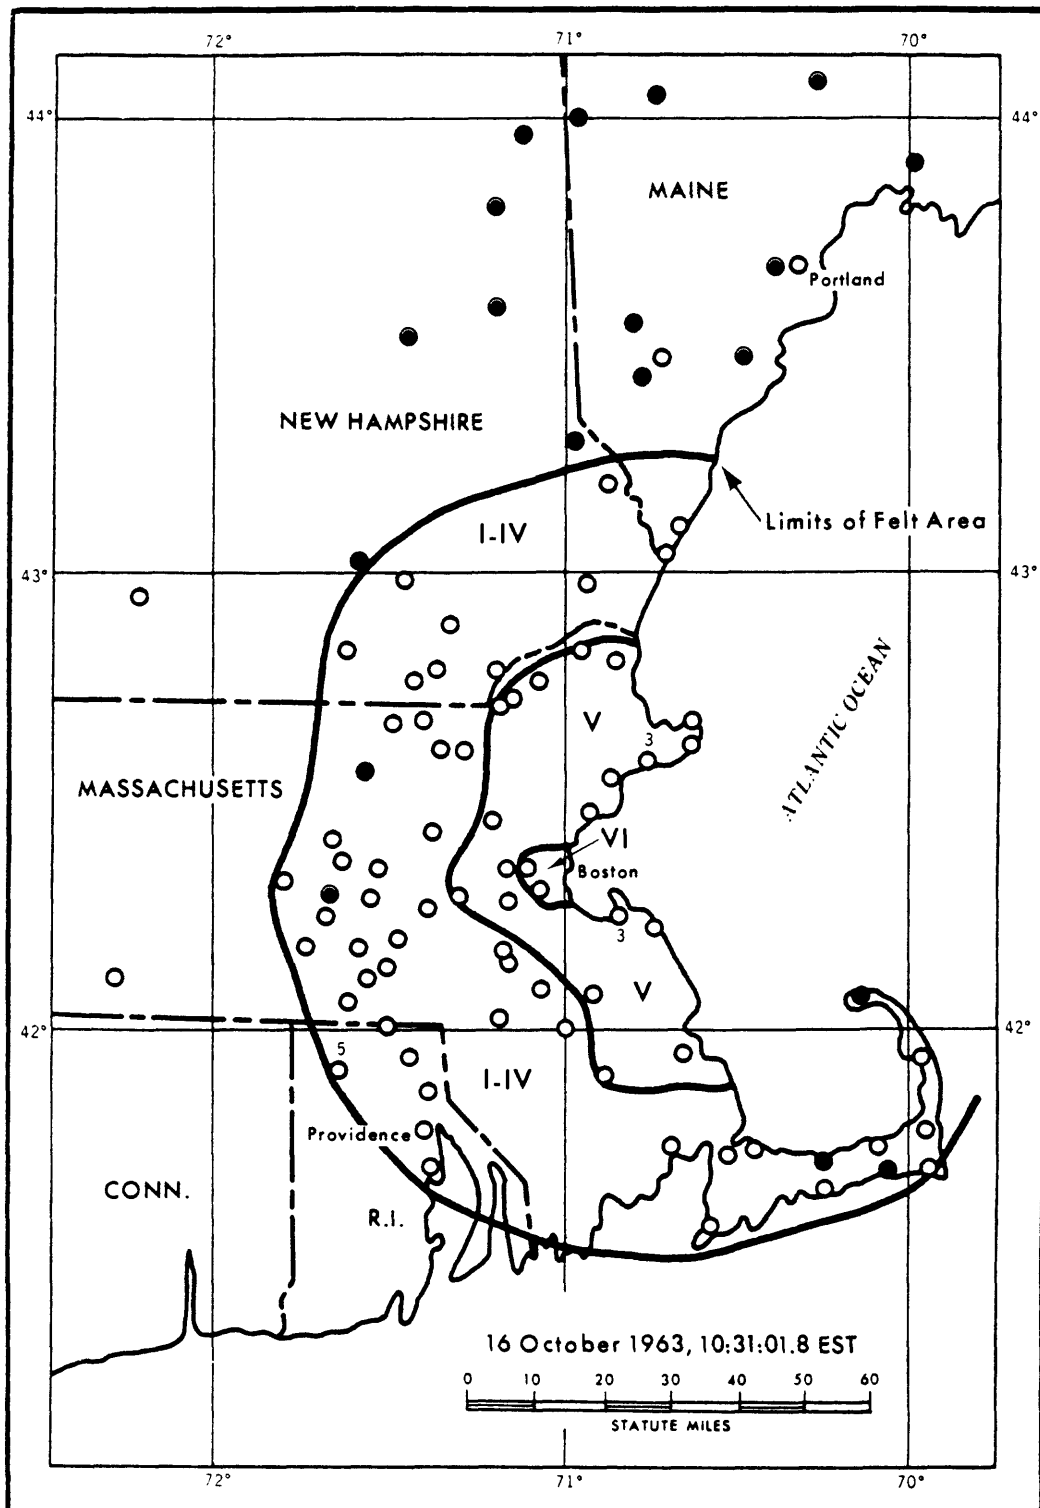 72° 71° 70°
44° 44°
MAINE
Portland
NEW HAMPSHIRE
Limits of Felt Area
I-IV
43° 43°
ATLANTIC OCEAN
V
3
MASSACHUSETTS
VI
Boston
3
V
42° 42°
5
I-IV
Providence
CONN.
R.I.
16 October 1963, 10:31:01.8 EST
0 10 20 30 40 50 60
STATUTE MILES
72° 71° 70°